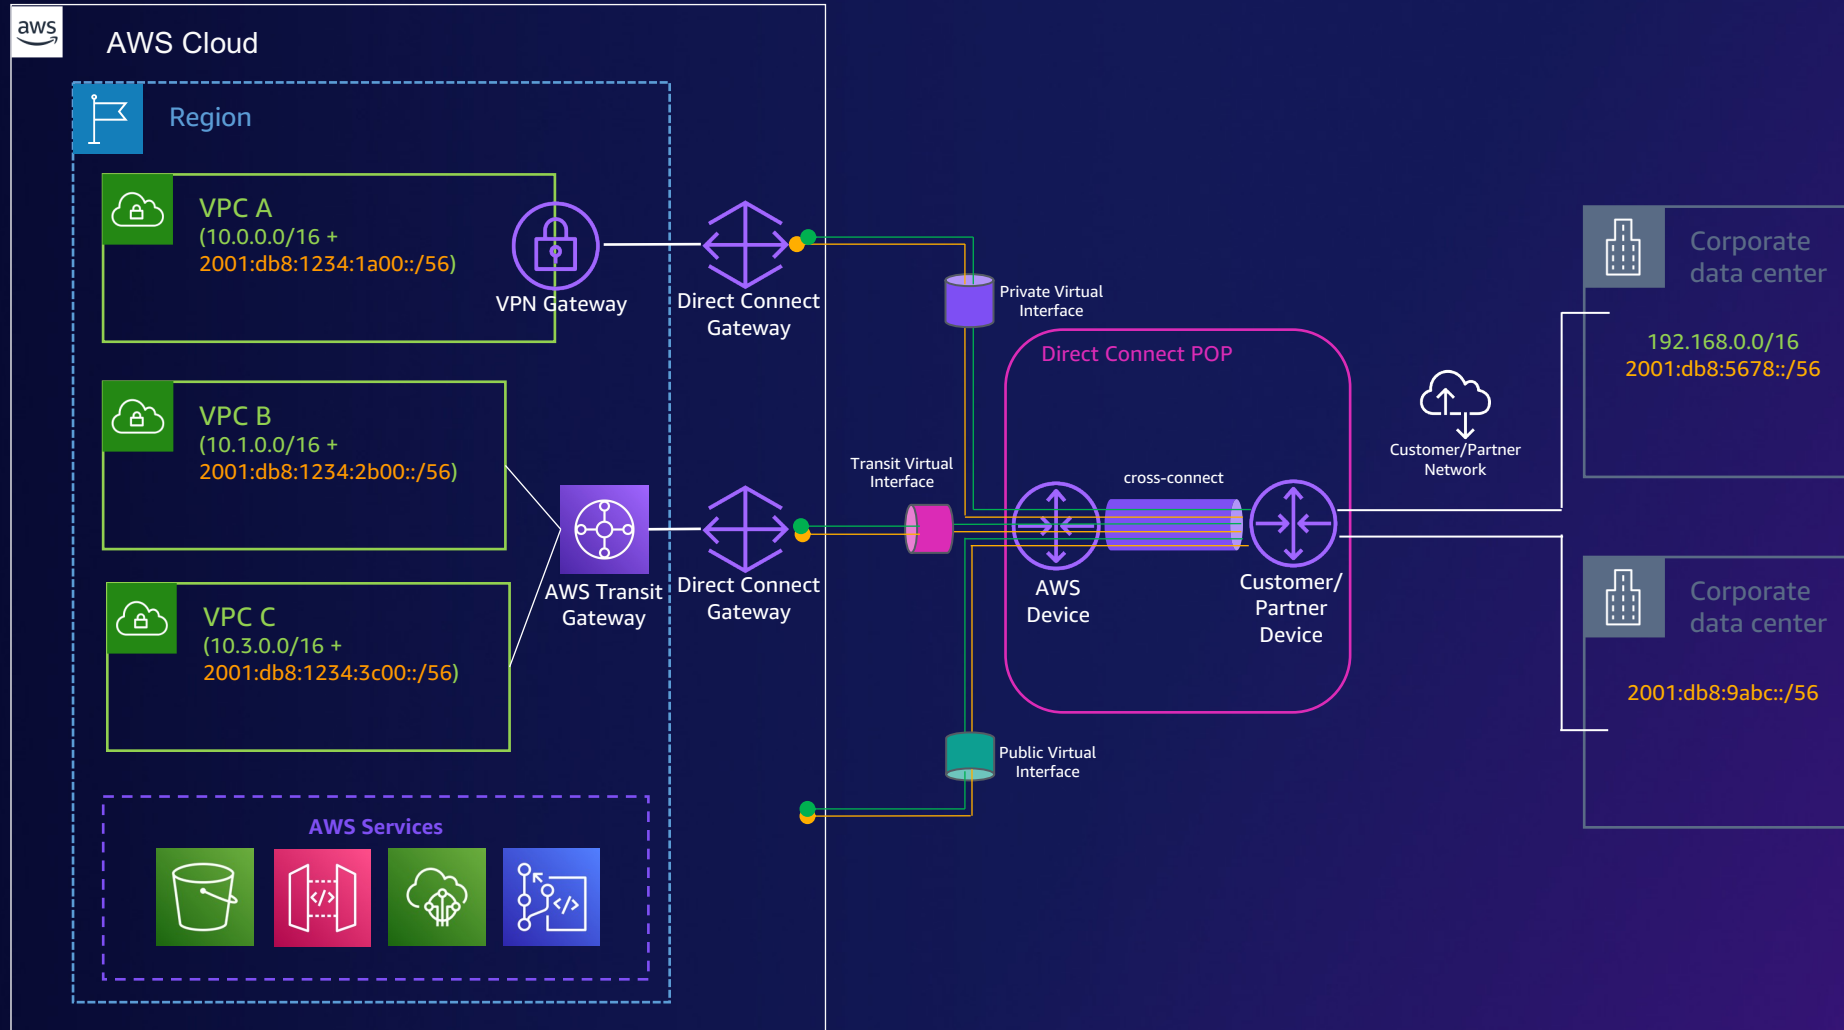 aws
AWS Cloud
Region
VPC A
(10.0.0.0/16 +
2001:db8:1234:1a00::/56)
VPN Gateway
Direct Connect
Gateway
Private Virtual
Interface
Corporate
data center
192.168.0.0/16
2001:db8:5678::/56
Direct Connect POP
VPC B
(10.1.0.0/16 +
2001:db8:1234:2b00::/56)
Customer/Partner
Network
Transit Virtual
Interface
cross-connect
AWS Transit
Gateway
Direct Connect
Gateway
AWS
Device
Customer/
Partner
Device
Corporate
data center
2001:db8:9abc::/56
VPC C
(10.3.0.0/16 +
2001:db8:1234:3c00::/56)
Public Virtual
Interface
AWS Services
</>
</>